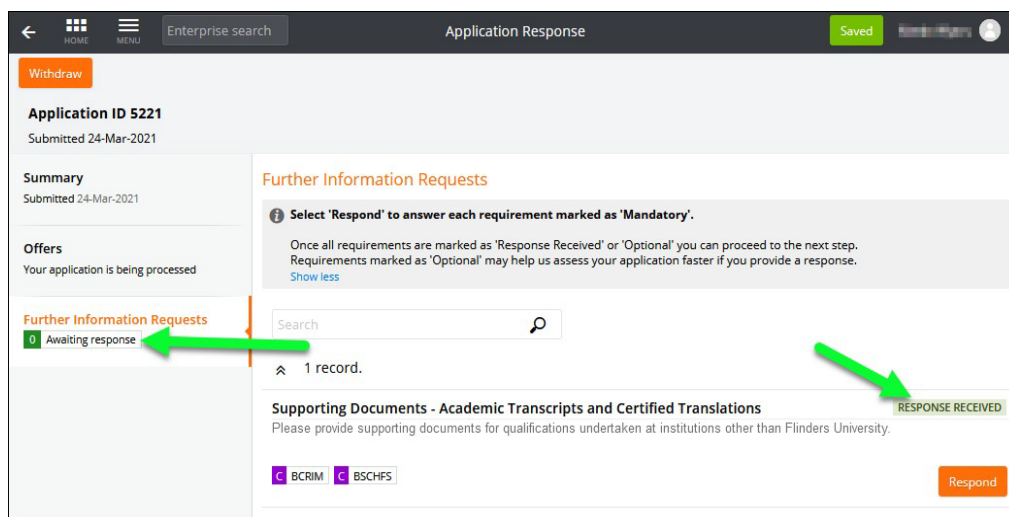 HOME
MENU
Enterprise search
Application Response
Saved
Withdraw
Application ID 5221
Submitted 24-Mar-2021
Summary
Submitted 24-Mar-2021
Offers
Your application is being processed
Further Information Requests
0 Awaiting response
Further Information Requests
Select 'Respond' to answer each requirement marked as 'Mandatory'.
Once all requirements are marked as 'Response Received' or 'Optional' you can proceed to the next step.
Requirements marked as 'Optional' may help us assess your application faster if you provide a response.
Show less
Search
1 record.
Supporting Documents - Academic Transcripts and Certified Translations
RESPONSE RECEIVED
Please provide supporting documents for qualifications undertaken at institutions other than Flinders University.
C BCRIM C BSCHFS
Respond